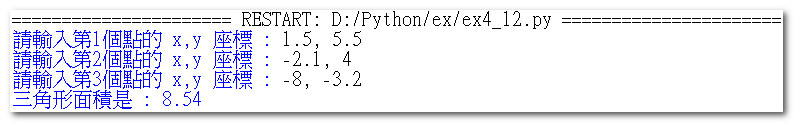 ===================== RESTART: D:/Python/ex/ex4_12.py =====================
請輸入第1個點的 x,y 座標 : 1.5, 5.5
請輸入第2個點的 x,y 座標 : -2.1, 4
請輸入第3個點的 x,y 座標 : -8, -3.2
三角形面積是 : 8.54